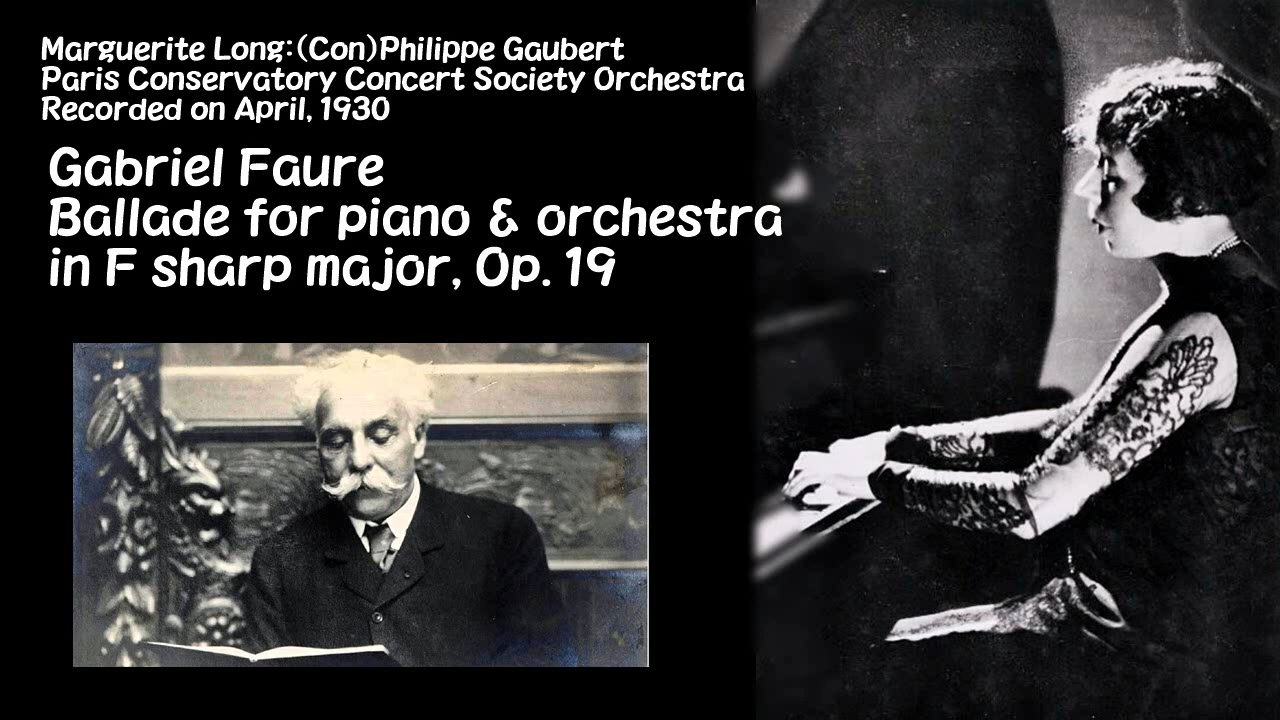 Marguerite Long:(Con)Philippe Gaubert
Paris Conservatory Concert Society Orchestra
Recorded on April, 1930
Gabriel Faure
Ballade for piano & orchestra
in F sharp major, Op. 19